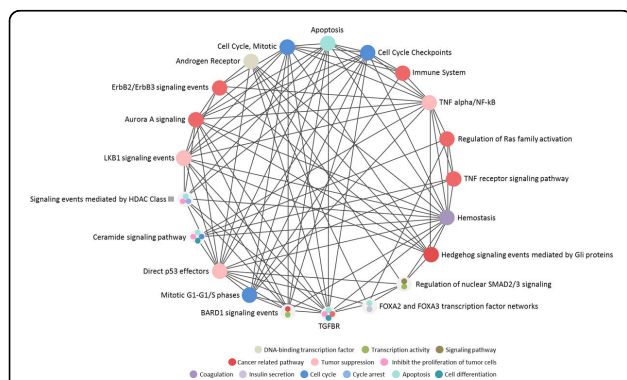 Apoptosis
Cell Cycle, Mitotic
Cell Cycle Checkpoints
Androgen Receptor
Immune System
ErbB2/ErbB3 signaling events
TNF alpha/NF-kB
Aurora A signaling
Regulation of Ras family activation
LKB1 signaling events
TNF receptor signaling pathway
Signaling events mediated by HDAC Class III
Hemostasis
Ceramide signaling pathway
Hedgehog signaling events mediated by Gli proteins
Direct p53 effectors
Regulation of nuclear SMAD2/3 signaling
Mitotic G1-G1/S phases
FOXA2 and FOXA3 transcription factor networks
BARD1 signaling events
TGFBR
DNA-binding transcription factor Transcription activity Signaling pathway
Cancer related pathway Tumor suppression Inhibit the proliferation of tumor cells
Coagulation Insulin secretion Cell cycle Cycle arrest Apoptosis Cell differentiation